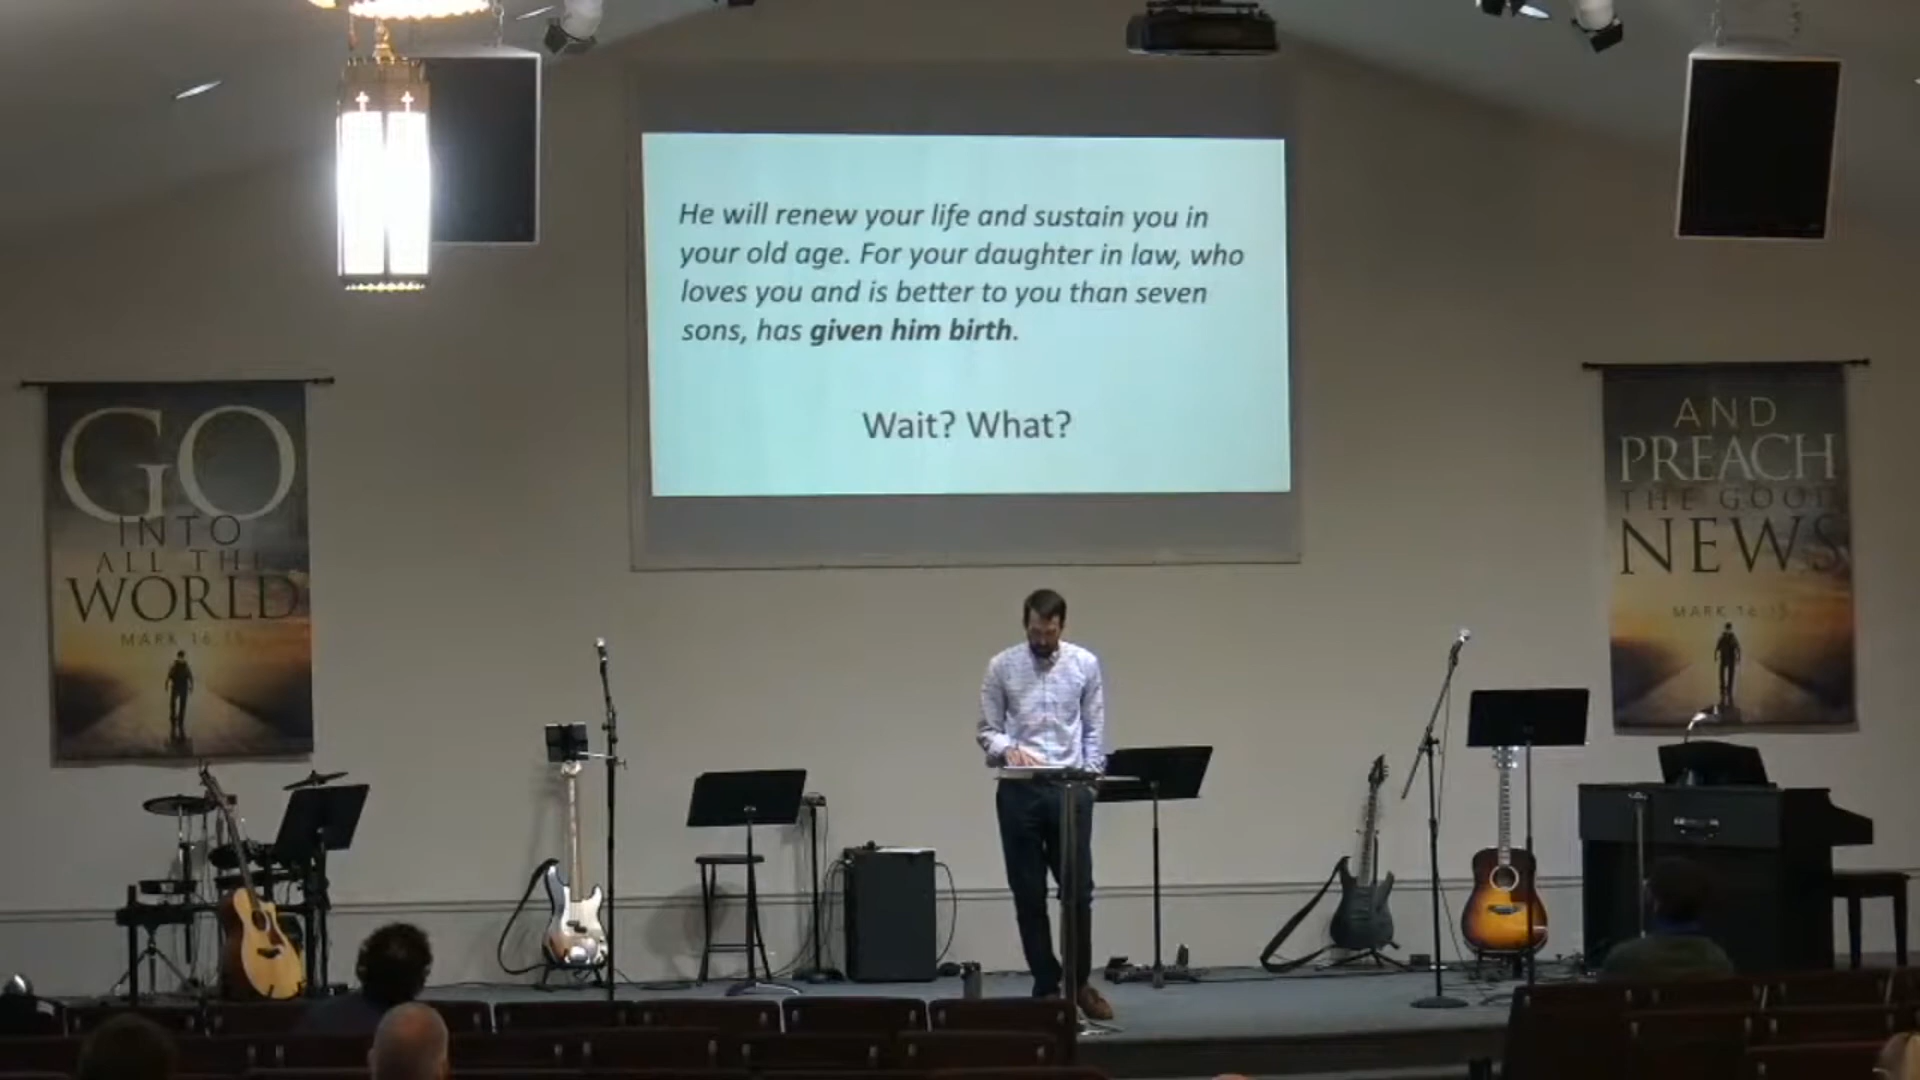 He will renew your life and sustain you in
your old age. For your daughter in law, who
loves you and is better to you than seven
sons, has given him birth.
Wait? What?
GO
INTO
ALL THE
WORLD
MARK 16:15
AND
PREACH
THE GOOD
NEWS
MARK 16:15